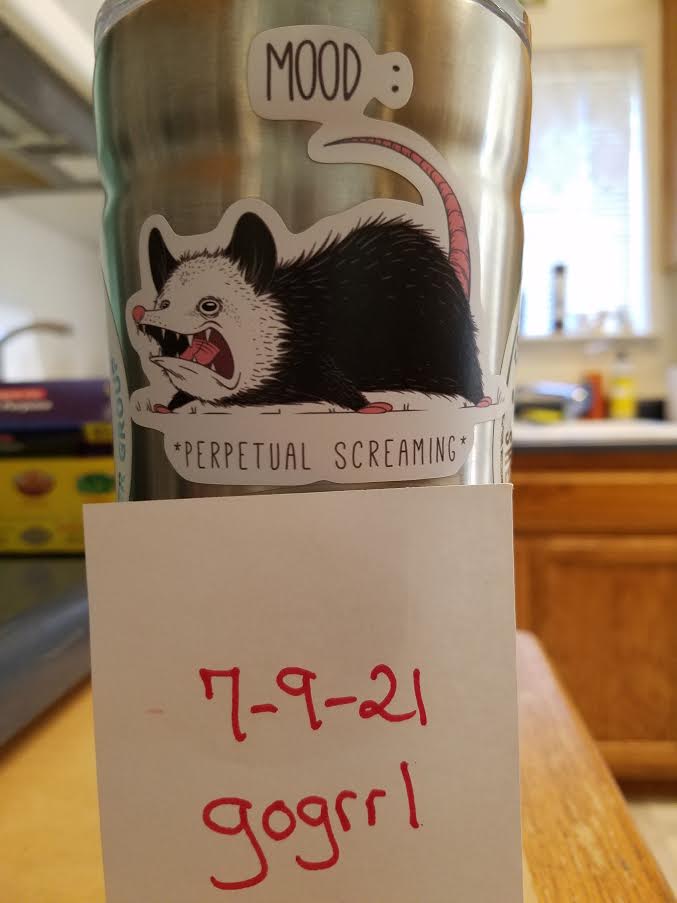 MOOD :
*PERPETUAL SCREAMING*
7-9-21
gogrrl